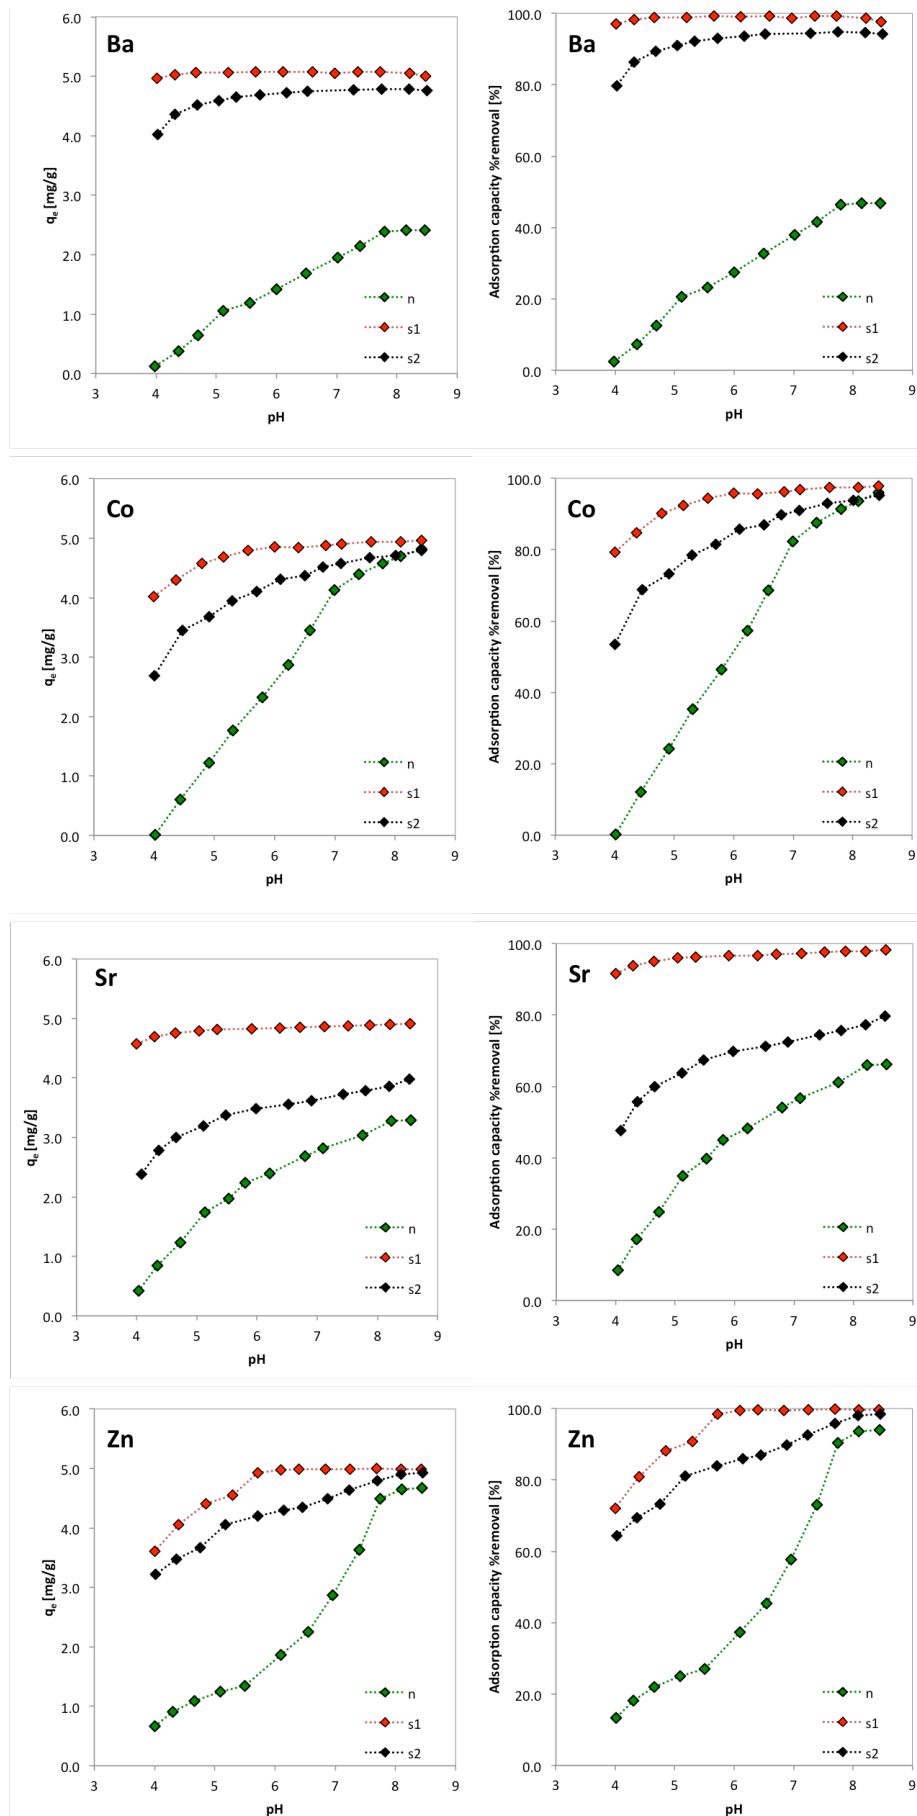 Ba
6.0
5.0
4.0
3.0
2.0
1.0
0.0
qe [mg/g]
n
s1
s2
3 4 5 6 7 8 9
pH
Ba
100.0
80.0
60.0
40.0
20.0
0.0
Adsorption capacity %removal [%]
n
s1
s2
3 4 5 6 7 8 9
pH
Co
6.0
5.0
4.0
3.0
2.0
1.0
0.0
qe [mg/g]
n
s1
s2
3 4 5 6 7 8 9
pH
Co
100.0
80.0
60.0
40.0
20.0
0.0
Adsorption capacity %removal [%]
n
s1
s2
3 4 5 6 7 8 9
pH
Sr
6.0
5.0
4.0
3.0
2.0
1.0
0.0
qe [mg/g]
n
s1
s2
3 4 5 6 7 8 9
pH
Sr
100.0
80.0
60.0
40.0
20.0
0.0
Adsorption capacity %removal [%]
n
s1
s2
3 4 5 6 7 8 9
pH
Zn
6.0
5.0
4.0
3.0
2.0
1.0
0.0
qe [mg/g]
n
s1
s2
3 4 5 6 7 8 9
pH
Zn
100.0
80.0
60.0
40.0
20.0
0.0
Adsorption capacity %removal [%]
n
s1
s2
3 4 5 6 7 8 9
pH